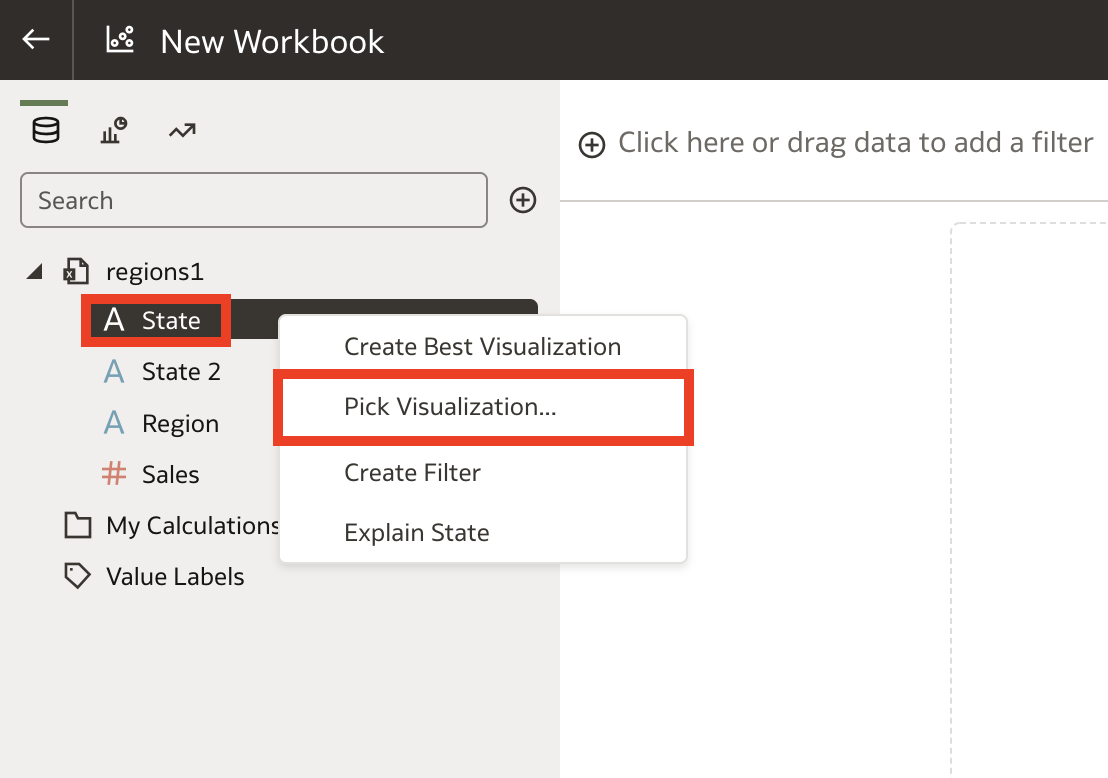 New Workbook
Click here or drag data to add a filter
Search
regions1
A State
A State 2
A Region
# Sales
My Calculations
Value Labels
Create Best Visualization
Pick Visualization...
Create Filter
Explain State